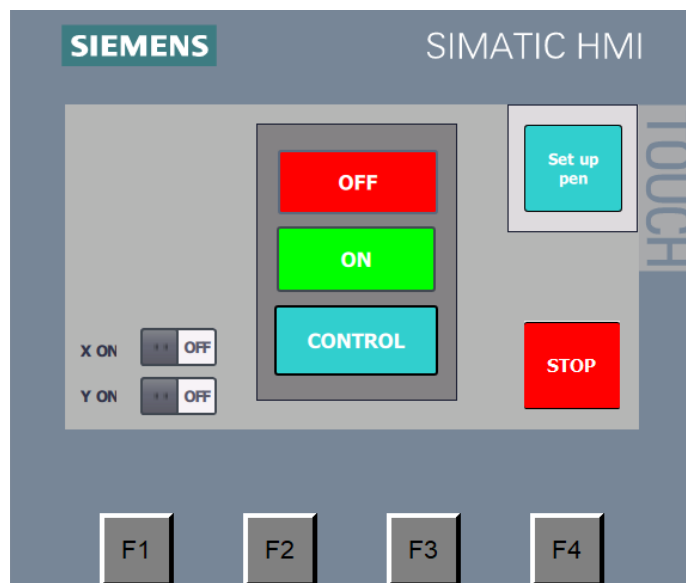 SIEMENS
SIMATIC HMI
TOUCH
OFF
Set up
pen
ON
CONTROL
X ON
OFF
STOP
Y ON
OFF
F1
F2
F3
F4